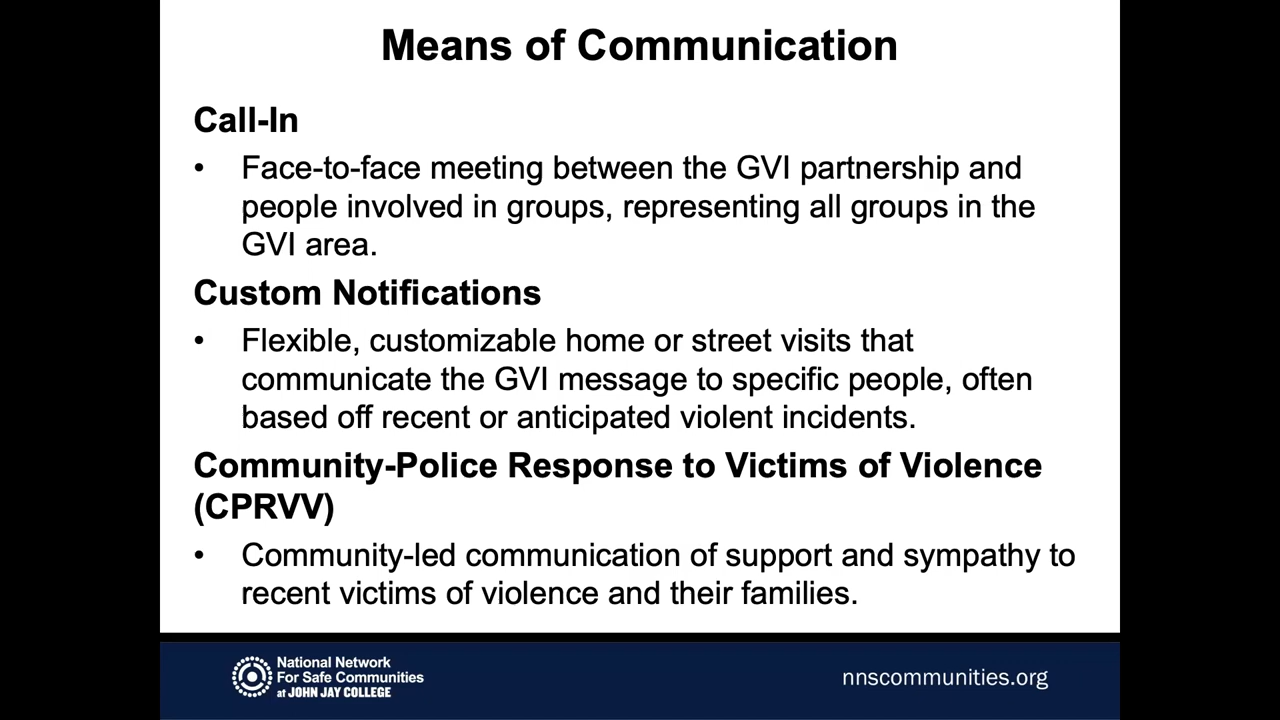 Means of Communication
Call-In
• Face-to-face meeting between the GVI partnership and
people involved in groups, representing all groups in the
GVI area.
Custom Notifications
• Flexible, customizable home or street visits that
communicate the GVI message to specific people, often
based off recent or anticipated violent incidents.
Community-Police Response to Victims of Violence
(CPRVV)
• Community-led communication of support and sympathy to
recent victims of violence and their families.
National Network
For Safe Communities
at JOHN JAY COLLEGE
nnscommunities.org